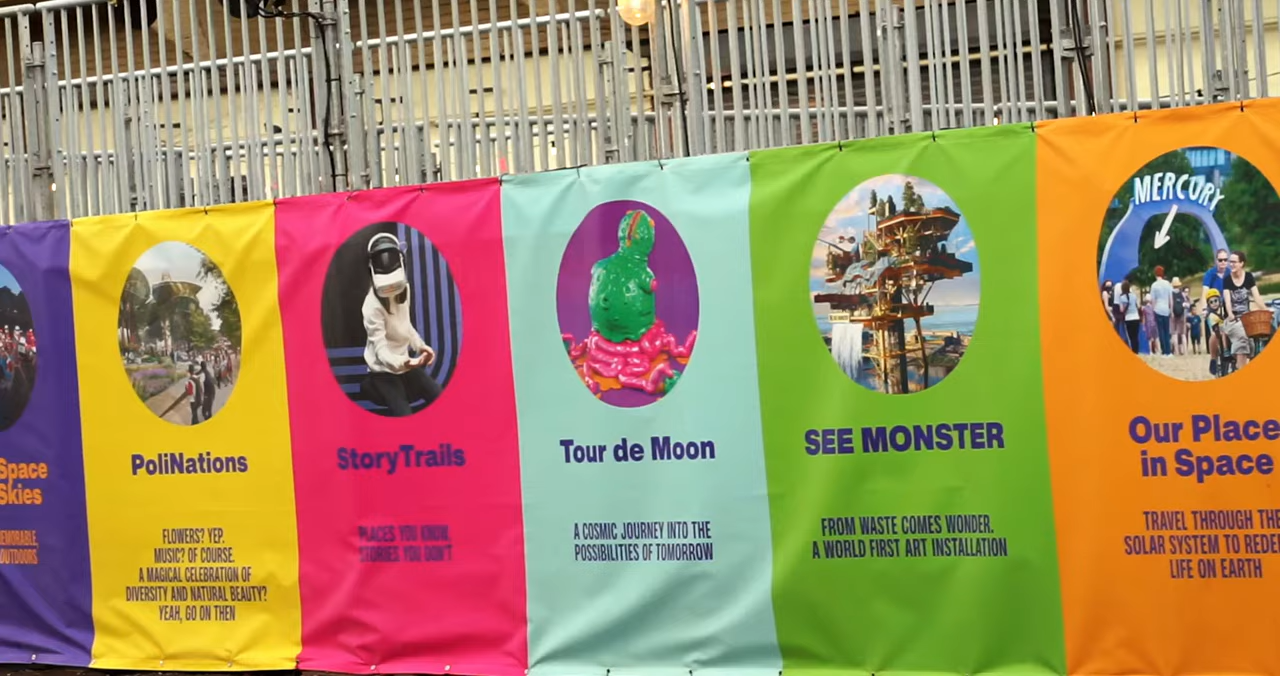 Space
Skies
OUTDOORS
PoliNations
FLOWERS? YEP.
MUSIC? OF COURSE.
A MAGICAL CELEBRATION OF
DIVERSITY AND NATURAL BEAUTY?
YEAH, GO ON THEN
StoryTrails
PLACES YOU KNOW.
STORIES YOU DON'T
Tour de Moon
A COSMIC JOURNEY INTO THE
POSSIBILITIES OF TOMORROW
SEE MONSTER
FROM WASTE COMES WONDER.
A WORLD FIRST ART INSTALLATION
MERCURY
Our Place
in Space
TRAVEL THROUGH THE
SOLAR SYSTEM TO
LIFE ON EARTH